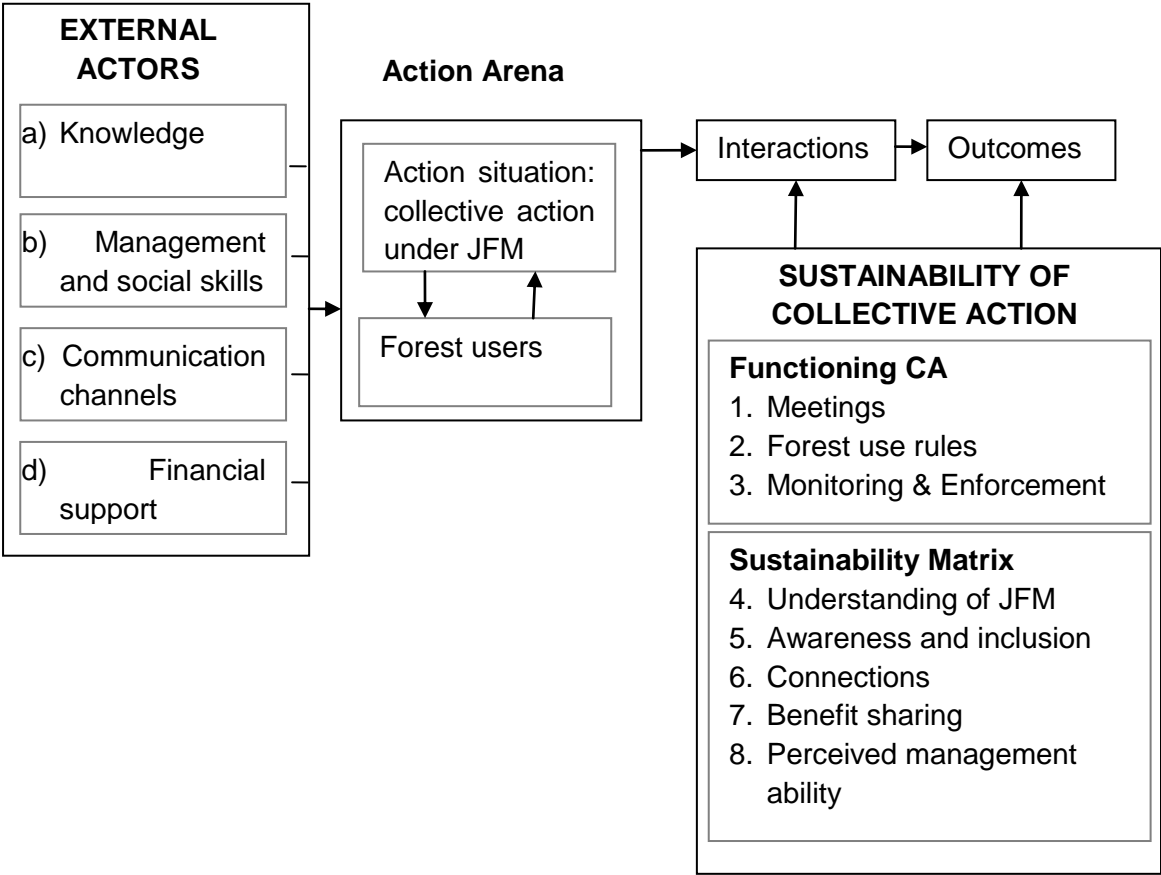 EXTERNAL
ACTORS
a) Knowledge
b) Management
and social skills
c) Communication
channels
d) Financial
support
Action Arena
Action situation:
collective action
under JFM
Forest users
Interactions
Outcomes
SUSTAINABILITY OF
COLLECTIVE ACTION
Functioning CA
1. Meetings
2. Forest use rules
3. Monitoring & Enforcement
Sustainability Matrix
4. Understanding of JFM
5. Awareness and inclusion
6. Connections
7. Benefit sharing
8. Perceived management
ability